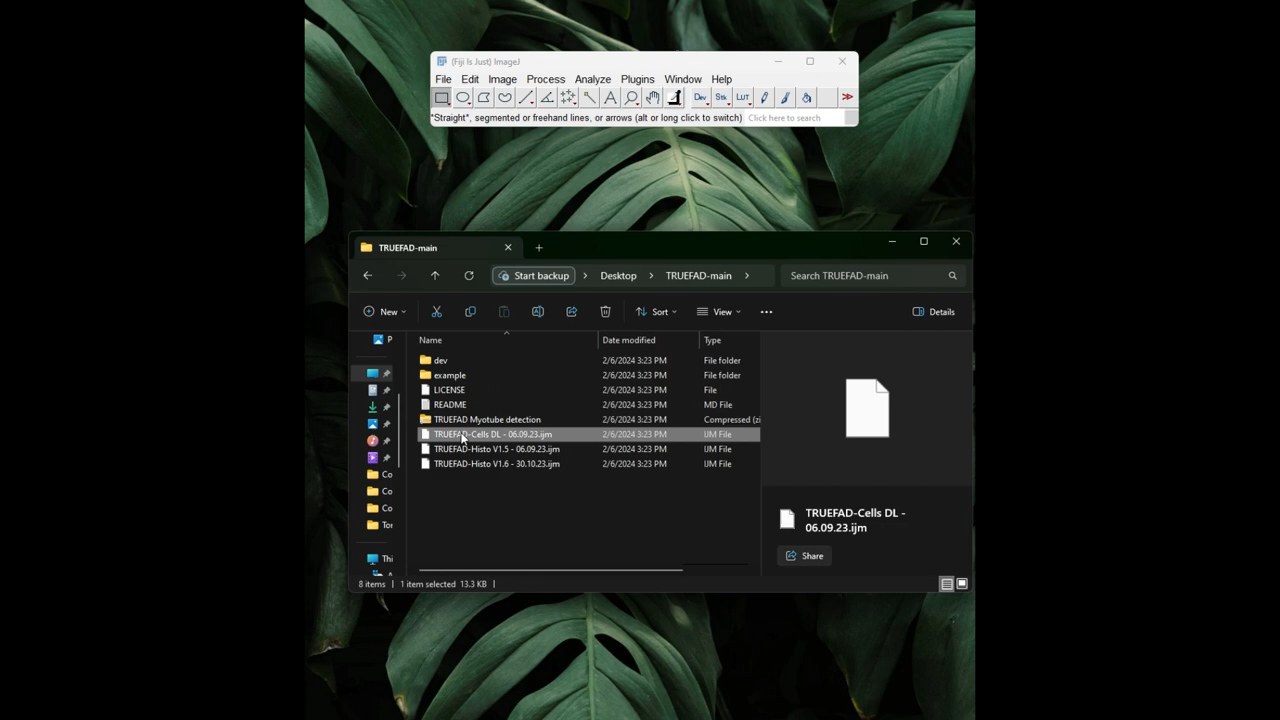 (Fiji Is Just) ImageJ
File Edit Image Process Analyze Plugins Window Help
Dev Stk LUT
*Straight*, segmented or freehand lines, or arrows (alt or long click to switch) Click here to search
TRUEFAD-main
Start backup Desktop TRUEFAD-main Search TRUEFAD-main
New Sort View Details
Name Date modified Type
P
dev 2/6/2024 3:23 PM File folder
example 2/6/2024 3:23 PM File folder
LICENSE 2/6/2024 3:23 PM File
README 2/6/2024 3:23 PM MD File
TRUEFAD Myotube detection 2/6/2024 3:23 PM Compressed (zi
TRUEFAD-Cells DL - 06.09.23.ijm 2/6/2024 3:23 PM IJM File
TRUEFAD-Histo V1.5 - 06.09.23.ijm 2/6/2024 3:23 PM IJM File
TRUEFAD-Histo V1.6 - 30.10.23.ijm 2/6/2024 3:23 PM IJM File
Co
Co
Co
Tor
Thi
TRUEFAD-Cells DL -
06.09.23.ijm
Share
8 items 1 item selected 13.3 KB